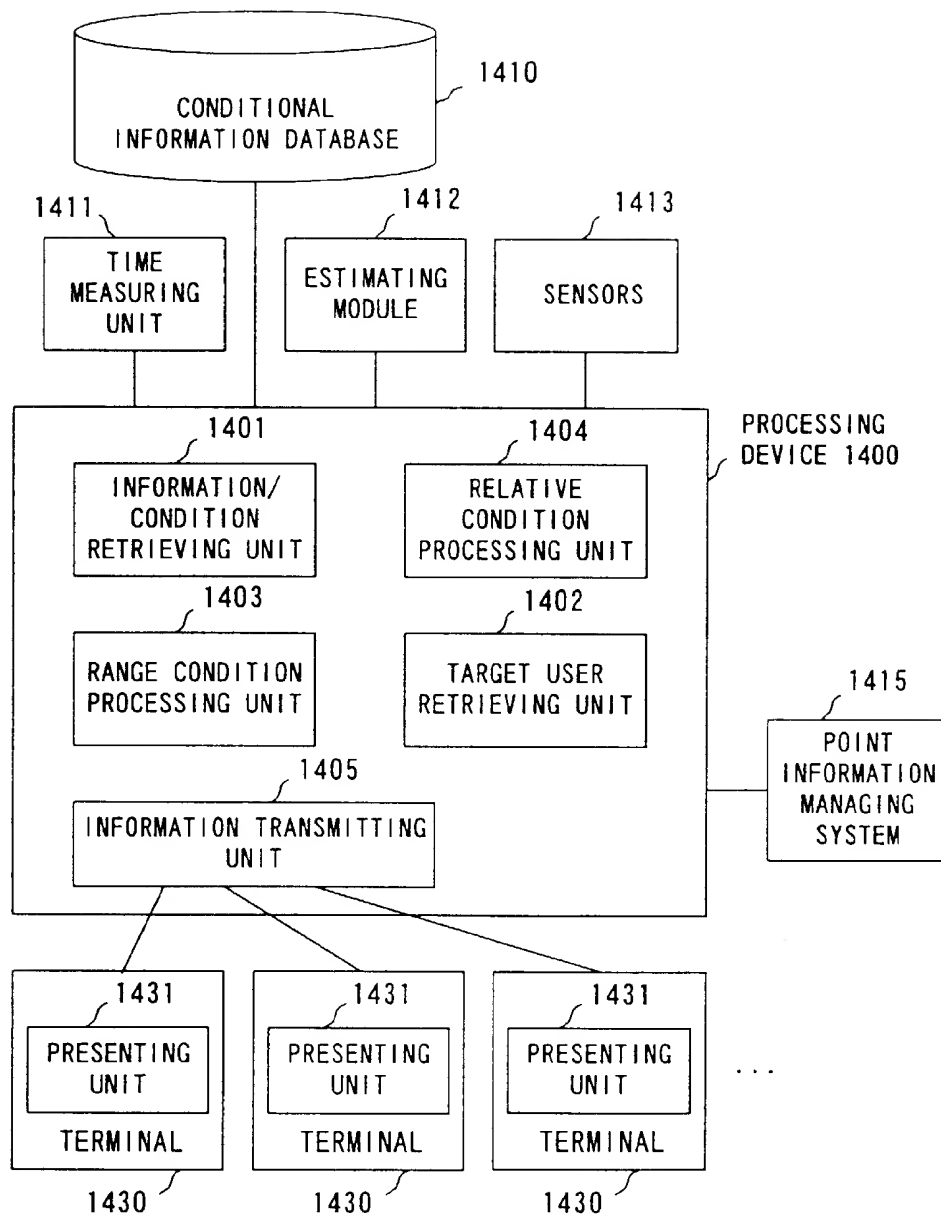 1410
CONDITIONAL
INFORMATION DATABASE
1411
1412
1413
TIME
MEASURING
UNIT
ESTIMATING
MODULE
SENSORS
PROCESSING
DEVICE 1400
1401
1404
INFORMATION/
CONDITION
RETRIEVING UNIT
RELATIVE
CONDITION
PROCESSING UNIT
1403
1402
RANGE CONDITION
PROCESSING UNIT
TARGET USER
RETRIEVING UNIT
1415
POINT
INFORMATION
MANAGING
SYSTEM
1405
INFORMATION TRANSMITTING
UNIT
1431
PRESENTING
UNIT
TERMINAL
1430
1431
PRESENTING
UNIT
TERMINAL
1430
1431
PRESENTING
UNIT
TERMINAL
1430
...